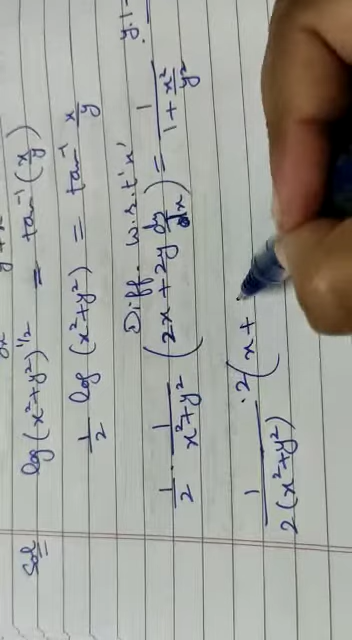 Sol log(x²+y²)^1/2 = tan⁻¹(x/y)
1/2 log(x²+y²) = tan⁻¹ x/y
Diff. w.r.t 'x'
1/2 · 1/(x²+y²) (2x+2y dy/dx) = 1/(1+x²/y²) y.1-
1/(2(x²+y²)) · 2(x+